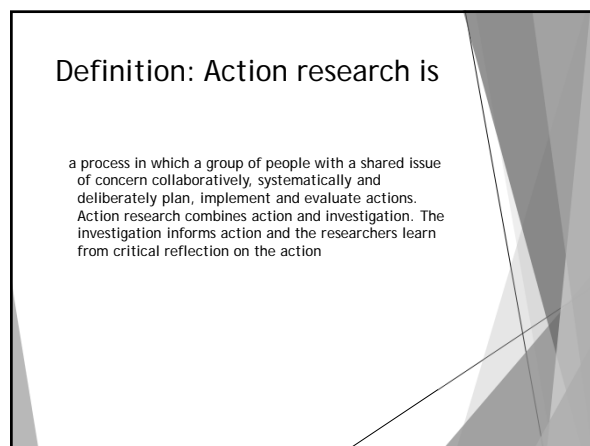 Definition: Action research is
a process in which a group of people with a shared issue
of concern collaboratively, systematically and
deliberately plan, implement and evaluate actions.
Action research combines action and investigation. The
investigation informs action and the researchers learn
from critical reflection on the action